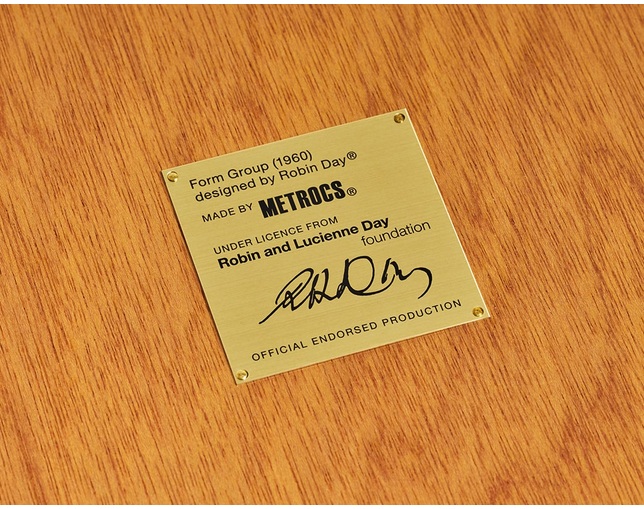 Form Group (1960)
designed by Robin Day®
MADE BY METROCS®
UNDER LICENCE FROM
Robin and Lucienne Day
foundation
OFFICIAL ENDORSED PRODUCTION